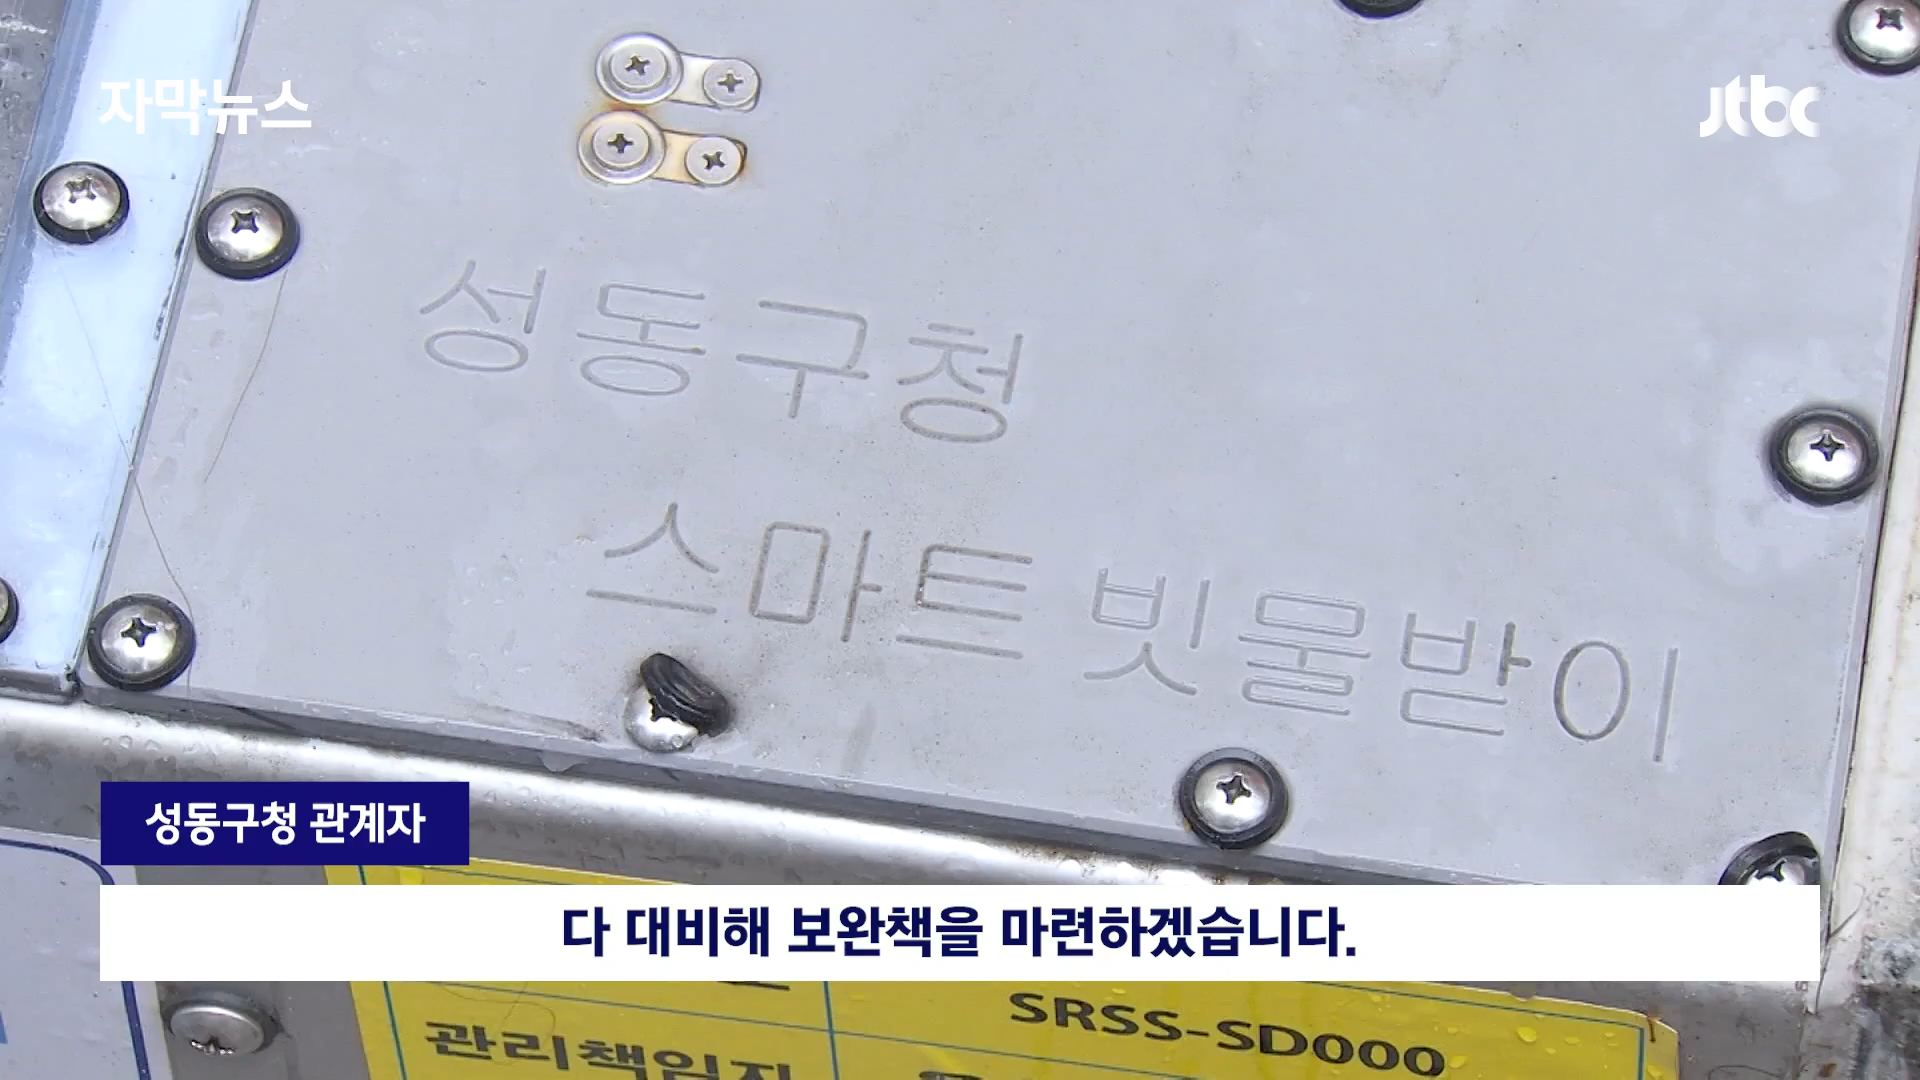 자막뉴스
jtbc
성동구청
스마트 빗물받이
성동구청 관계자
다 대비해 보완책을 마련하겠습니다.
SRSS-SD000
관리책임자